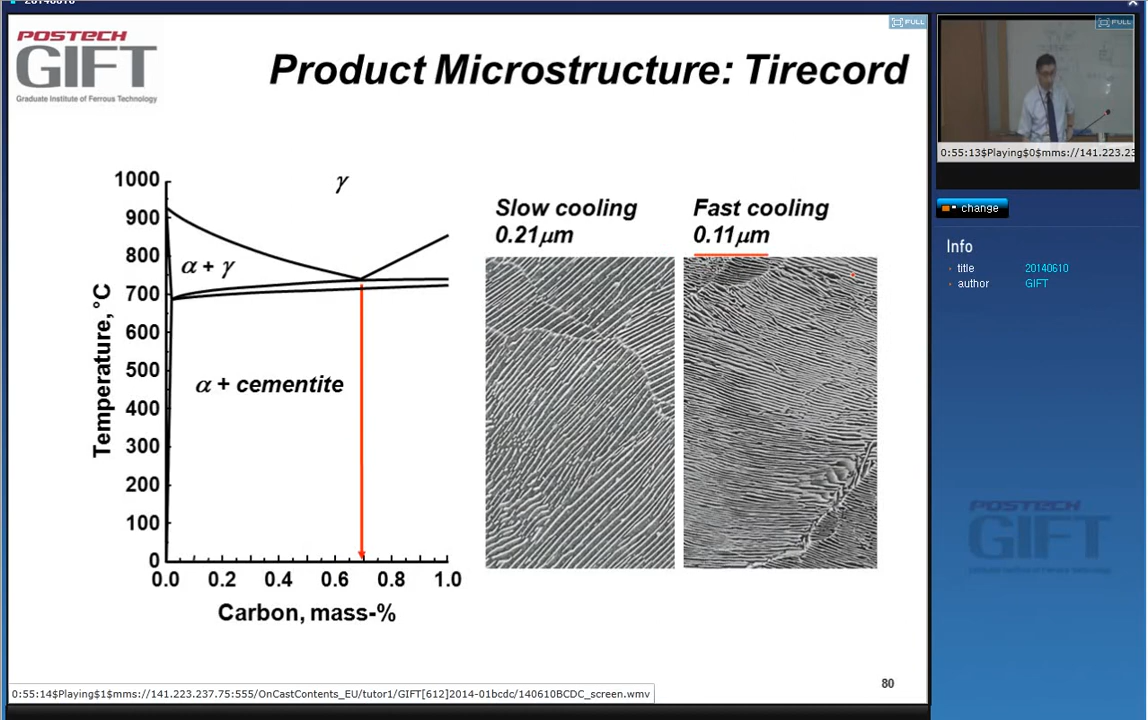 20140610
POSTECH
GIFT
Graduate Institute of Ferrous Technology
Product Microstructure: Tirecord
FULL
FULL
0:55:13$Playing$0$mms://141.223.23
change
Info
title 20140610
author GIFT
POSTECH
GIFT
1000
900
800
700
600
500
400
300
200
100
0
Temperature, °C
γ
α + γ
α + cementite
0.0 0.2 0.4 0.6 0.8 1.0
Carbon, mass-%
Slow cooling
0.21μm
Fast cooling
0.11μm
80
0:55:14$Playing$1$mms://141.223.237.75:555/OnCastContents_EU/tutor1/GIFT[612]2014-01bcdc/140610BCDC_screen.wmv